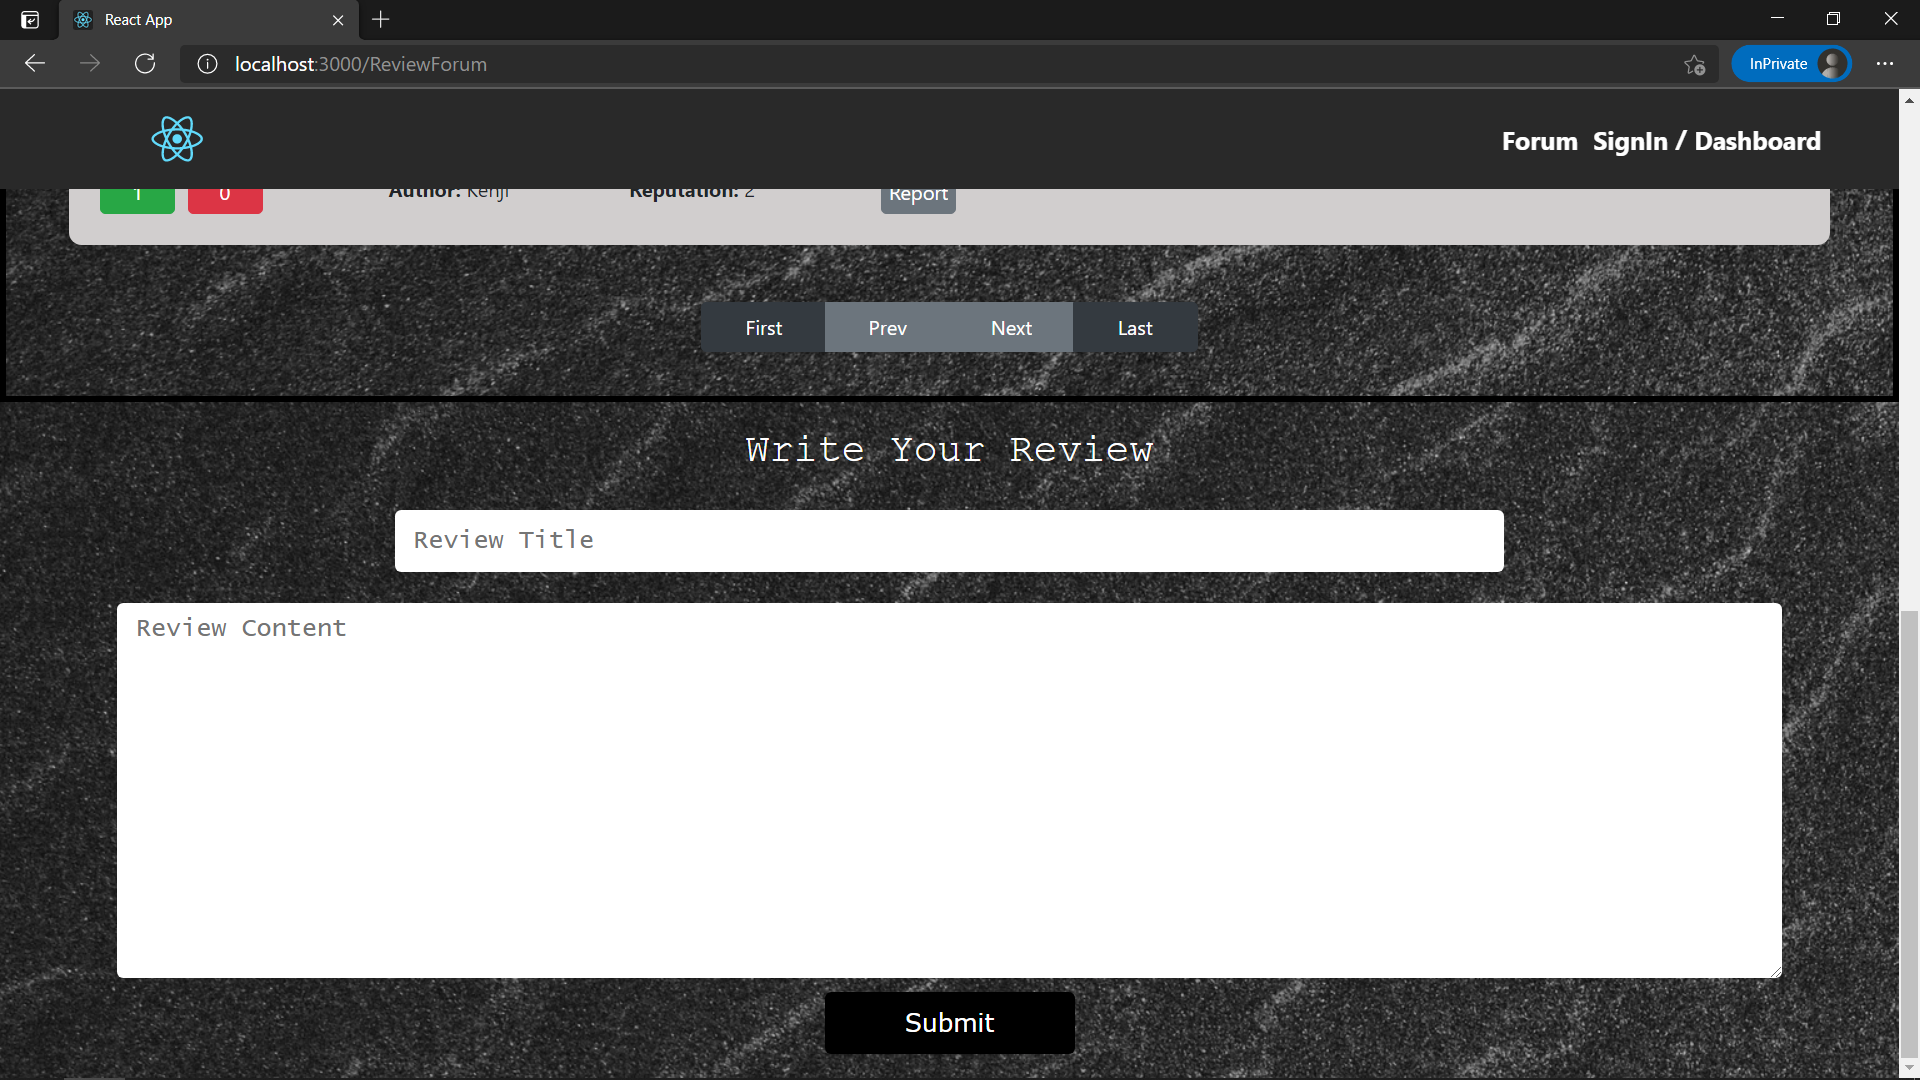 React App
localhost:3000/ReviewForum
InPrivate
Forum SignIn / Dashboard
1 0 Author: Kenji Reputation: 2 Report
First Prev Next Last
Write Your Review
Review Title
Review Content
Submit